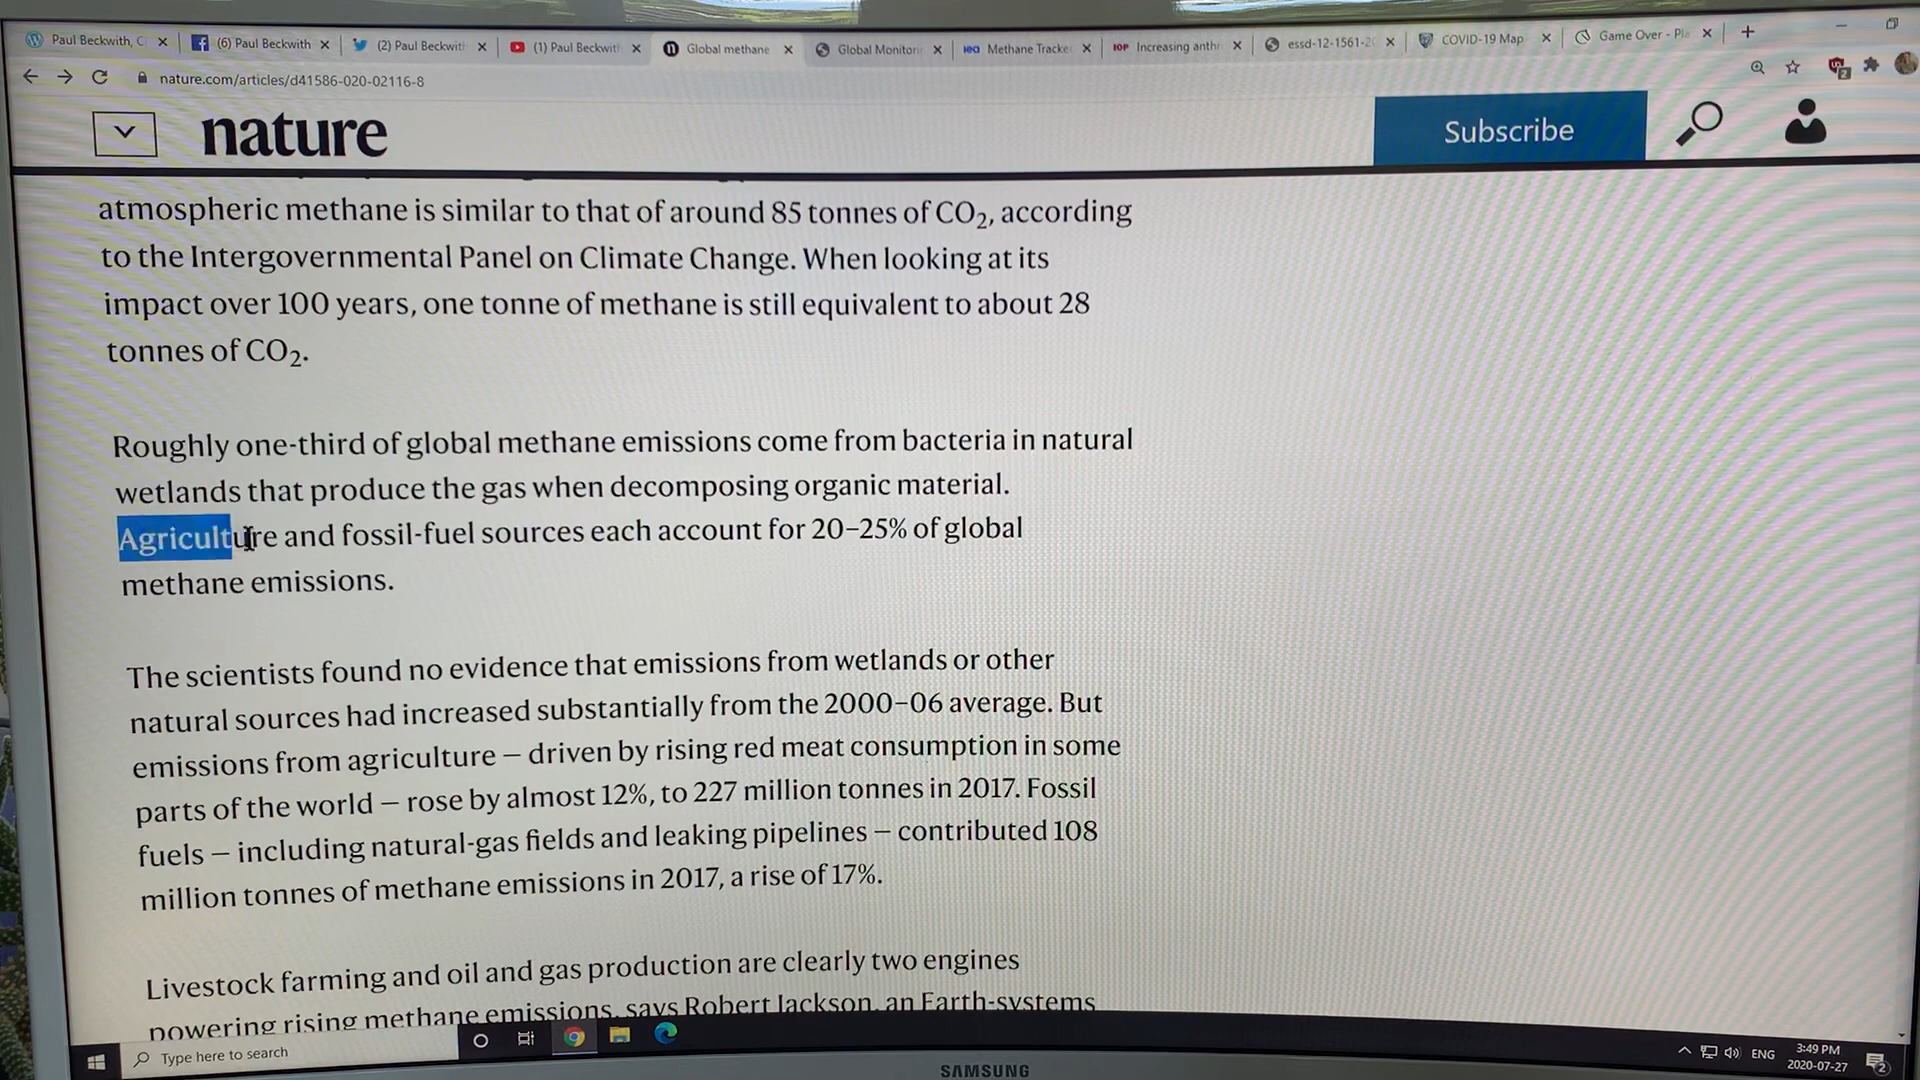 Paul Beckwith, C
(6) Paul Beckwith
(2) Paul Beckwith
(1) Paul Beckwith
Global methane
Global Monitorin
iea Methane Tracke
IOP Increasing anthr
essd-12-1561-20
COVID-19 Map
Game Over - Pla
nature.com/articles/d41586-020-02116-8
2
nature
Subscribe
atmospheric methane is similar to that of around 85 tonnes of CO₂, according
to the Intergovernmental Panel on Climate Change. When looking at its
impact over 100 years, one tonne of methane is still equivalent to about 28
tonnes of CO₂.
Roughly one-third of global methane emissions come from bacteria in natural
wetlands that produce the gas when decomposing organic material.
Agriculture and fossil-fuel sources each account for 20–25% of global
methane emissions.
The scientists found no evidence that emissions from wetlands or other
natural sources had increased substantially from the 2000–06 average. But
emissions from agriculture — driven by rising red meat consumption in some
parts of the world — rose by almost 12%, to 227 million tonnes in 2017. Fossil
fuels — including natural-gas fields and leaking pipelines — contributed 108
million tonnes of methane emissions in 2017, a rise of 17%.
Livestock farming and oil and gas production are clearly two engines
powering rising methane emissions, says Robert Jackson, an Earth-systems
Type here to search
ENG
3:49 PM
2020-07-27
2
SAMSUNG